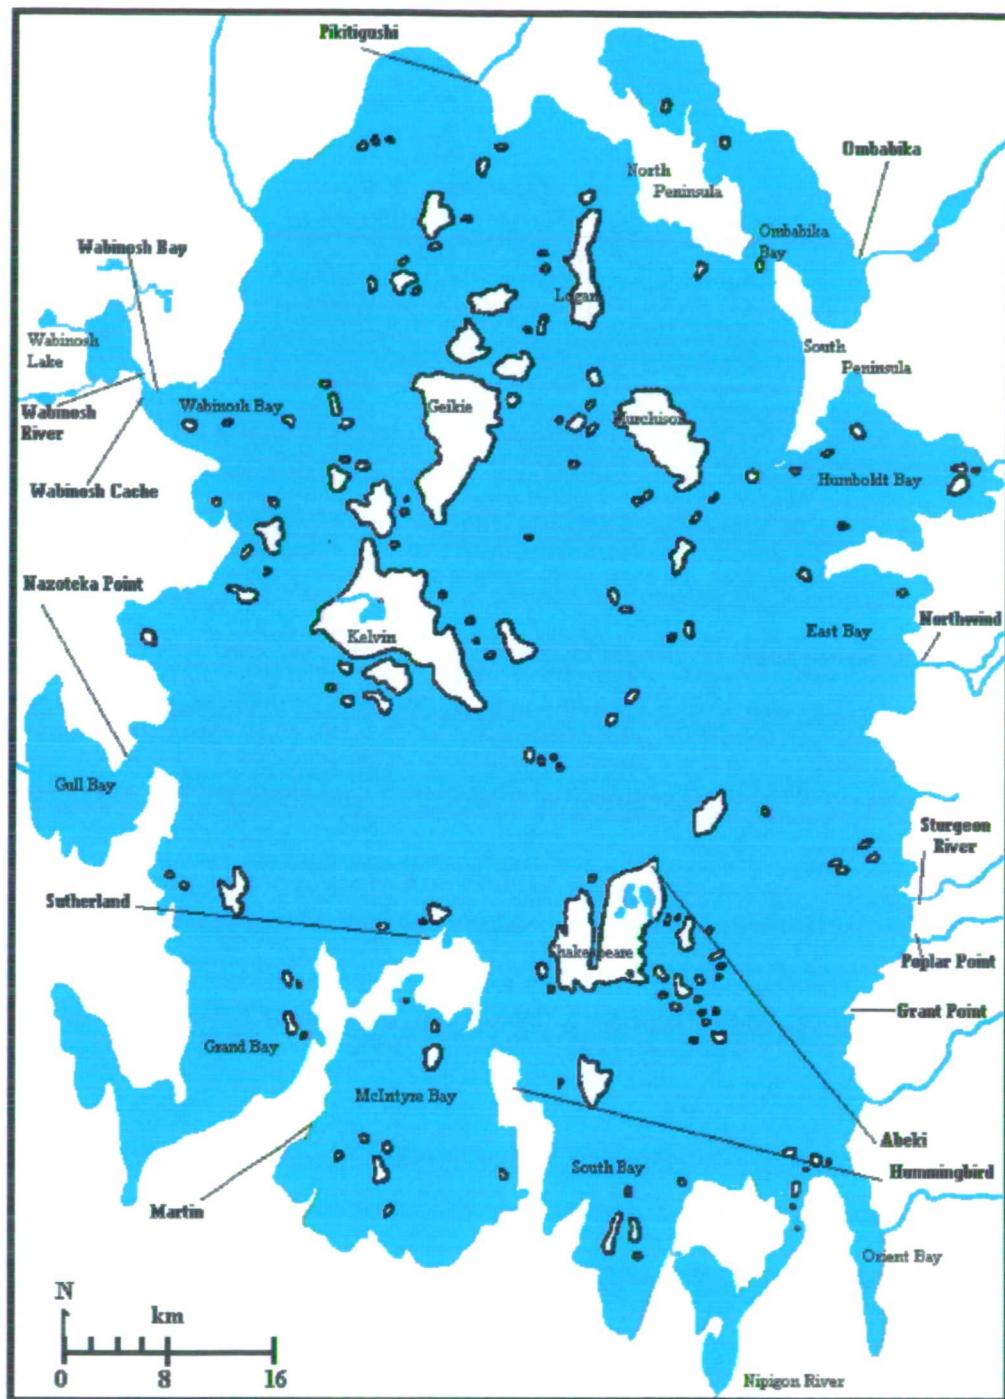 Pikitigushi
Ombabika
North
Peninsula
Ombabika
Bay
Wabinosh Bay
Logan
Wabinosh
Lake
South
Peninsula
Wabinosh
River
Wabinosh Bay
Geikie
Murchison
Wabinosh Cache
Humboldt Bay
Nazoteka Point
Kelvin
East Bay
Northwind
Gull Bay
Sturgeon
River
Sutherland
Shakespeare
Poplar Point
Grant Point
Grand Bay
McIntyre Bay
Abeki
South Bay
Hummingbird
Martin
Orient Bay
N
km
0
8
16
Nipigon River